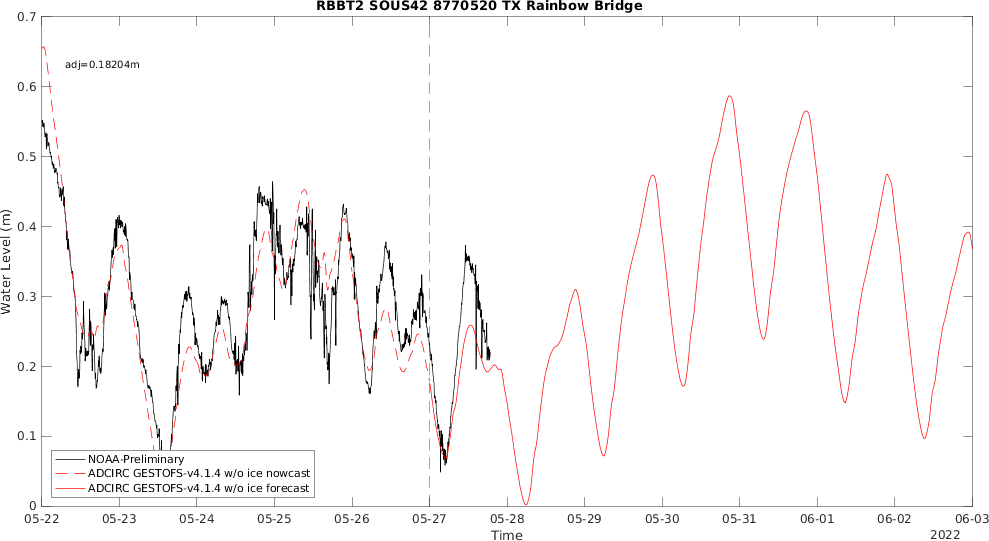 RBBT2 SOUS42 8770520 TX Rainbow Bridge
0.7
adj=0.18204m
0.6
0.5
0.4
Water Level (m)
0.3
0.2
0.1
NOAA-Preliminary
ADCIRC GESTOFS-v4.1.4 w/o ice nowcast
ADCIRC GESTOFS-v4.1.4 w/o ice forecast
0
05-22 05-23 05-24 05-25 05-26 05-27 05-28 05-29 05-30 05-31 06-01 06-02 06-03
Time
2022